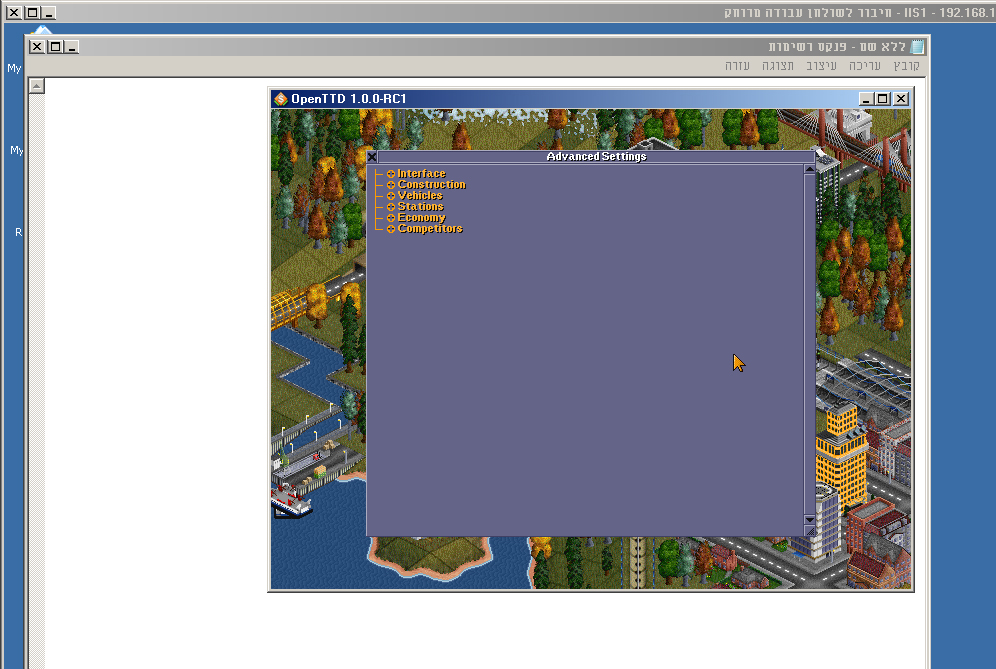 חיבור לשולחן עבודה מרוחק - IIS1 - 192.168.1
ללא שם - פנקס רשימות
קובץ עריכה עיצוב תצוגה עזרה
My
My
R
OpenTTD 1.0.0-RC1
Advanced Settings
Interface
Construction
Vehicles
Stations
Economy
Competitors